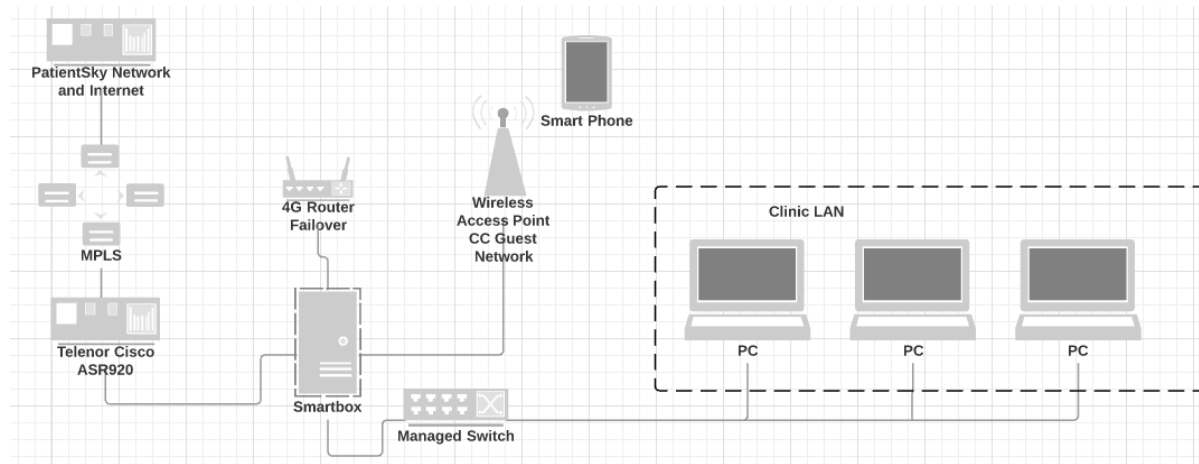 PatientSky Network
and Internet
Smart Phone
4G Router
Failover
Wireless
Access Point
CC Guest
Network
Clinic LAN
MPLS
Telenor Cisco
ASR920
PC
PC
PC
Smartbox
Managed Switch